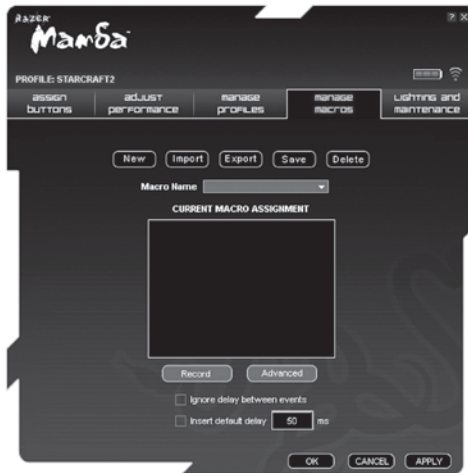 RAZER
Mamba
? X
PROFILE: STARCRAFT2
assign buttons
adjust performance
manage profiles
manage macros
Lighting and maintenance
New Import Export Save Delete
Macro Name
CURRENT MACRO ASSIGNMENT
Record Advanced
Ignore delay between events
Insert default delay 50 ms
OK CANCEL APPLY